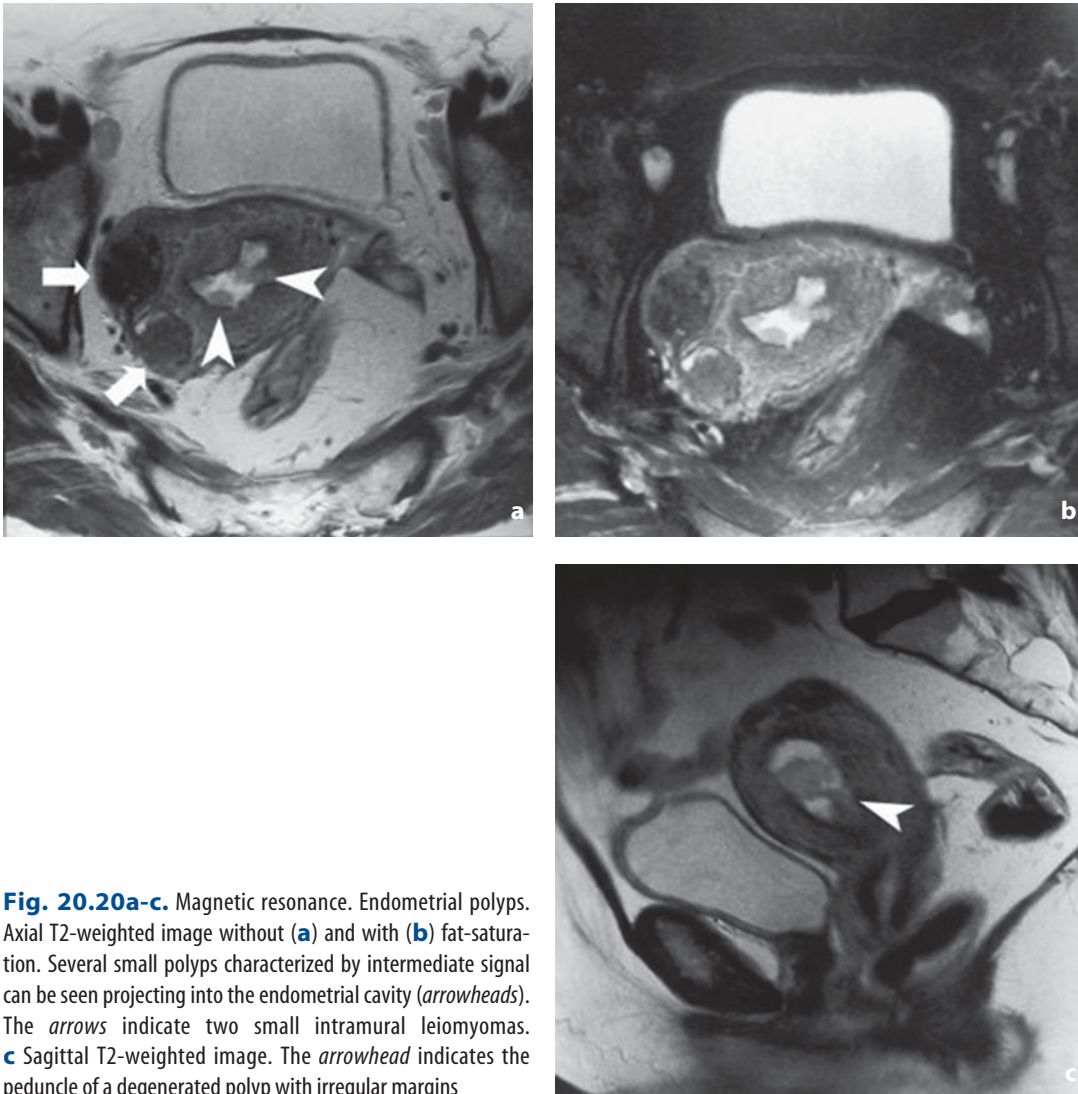 a
b
c
Fig. 20.20a-c. Magnetic resonance. Endometrial polyps.
Axial T2-weighted image without (a) and with (b) fat-satura-
tion. Several small polyps characterized by intermediate signal
can be seen projecting into the endometrial cavity (arrowheads).
The arrows indicate two small intramural leiomyomas.
c Sagittal T2-weighted image. The arrowhead indicates the
peduncle of a degenerated polyp with irregular margins